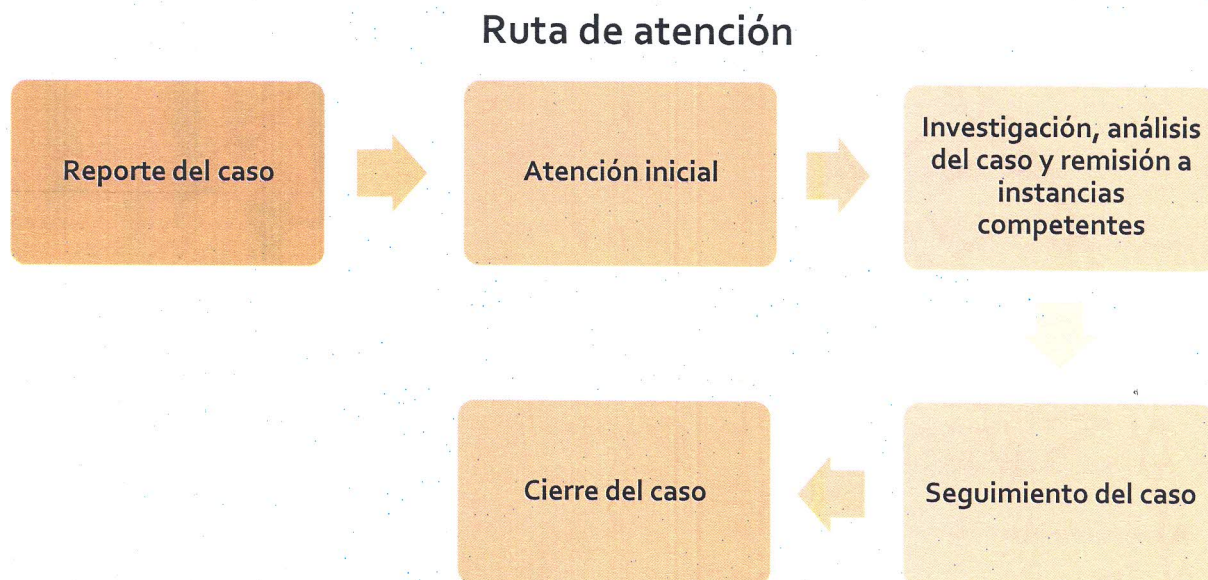 Ruta de atención
Reporte del caso
Atención inicial
Investigación, análisis
del caso y remisión a
instancias
competentes
Seguimiento del caso
Cierre del caso